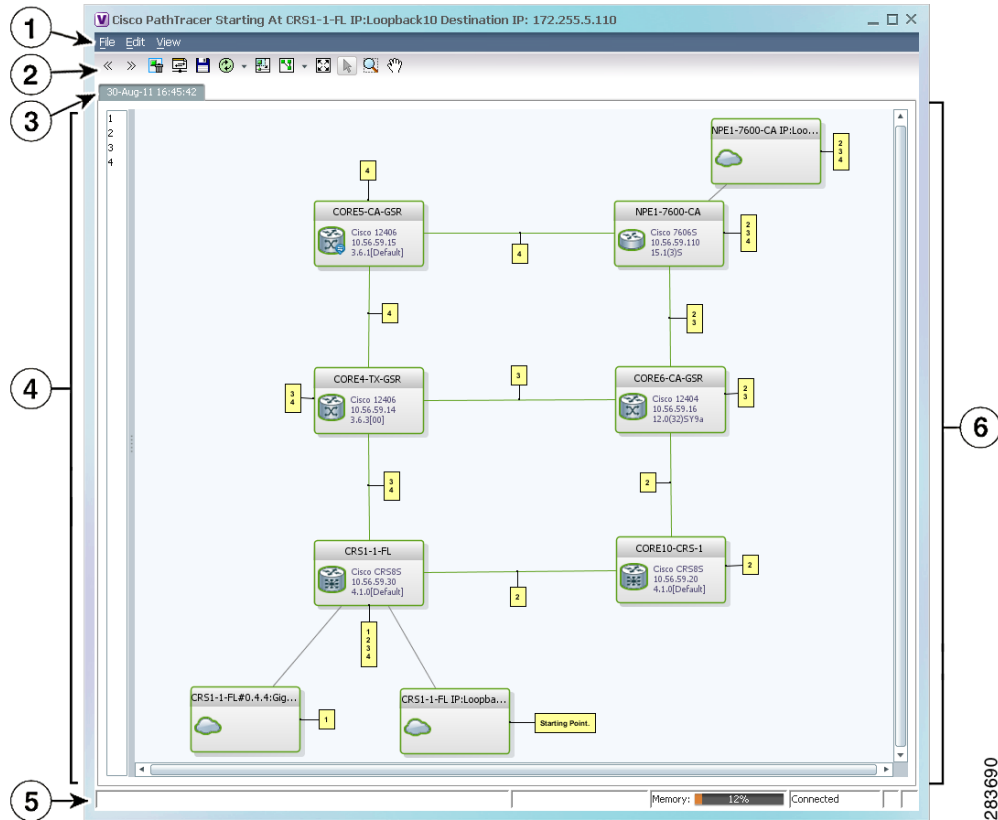 Cisco PathTracer Starting At CRS1-1-FL IP:Loopback10 Destination IP: 172.255.5.110
1
File Edit View
2
3
30-Aug-11 16:45:42
1
2
3
4
NPE1-7600-CA IP:Loo...
2
3
4
4
CORE5-CA-GSR
Cisco 12406
10.56.59.15
3.6.1[Default]
4
NPE1-7600-CA
Cisco 7606S
10.56.59.110
15.1(3)S
2
3
4
4
2
3
4
3
4
CORE4-TX-GSR
Cisco 12406
10.56.59.14
3.6.3[00]
3
CORE6-CA-GSR
Cisco 12404
10.56.59.16
12.0(32)SY9a
2
3
6
3
4
2
CRS1-1-FL
Cisco CRS8S
10.56.59.30
4.1.0[Default]
2
CORE10-CRS-1
Cisco CRS8S
10.56.59.20
4.1.0[Default]
2
1
2
3
4
CRS1-1-FL#0.4.4:Gig...
1
CRS1-1-FL IP:Loopba...
Starting Point.
5
Memory: 12% Connected
283690